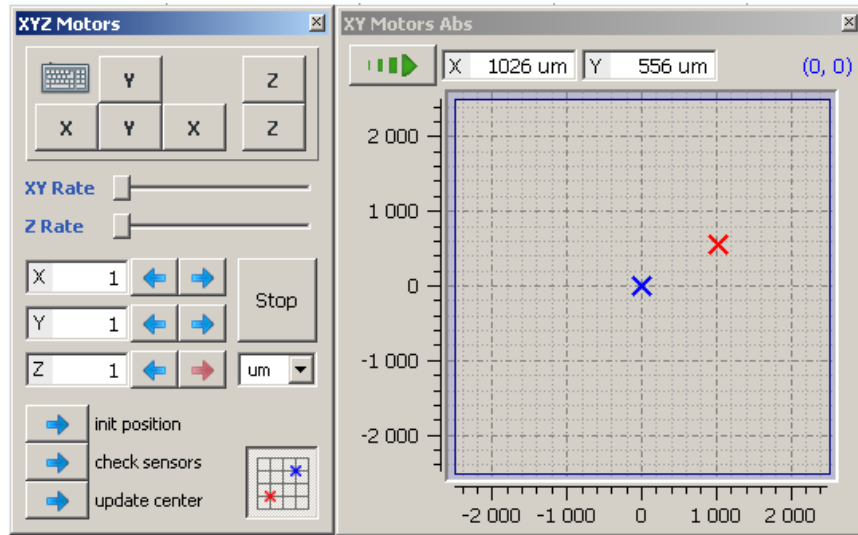 XYZ Motors
Y
Z
X
Y
X
Z
XY Rate
Z Rate
X 1
Y 1
Stop
Z 1
um
init position
check sensors
update center
XY Motors Abs
X 1026 um Y 556 um (0, 0)
2 000
1 000
0
-1 000
-2 000
-2 000 -1 000 0 1 000 2 000